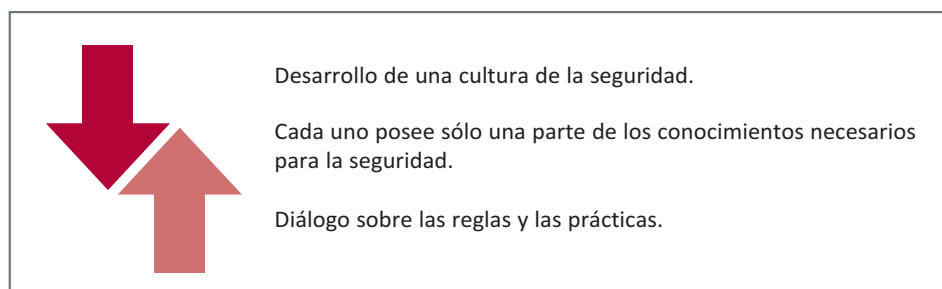 Desarrollo de una cultura de la seguridad.
Cada uno posee sólo una parte de los conocimientos necesarios
para la seguridad.
Diálogo sobre las reglas y las prácticas.